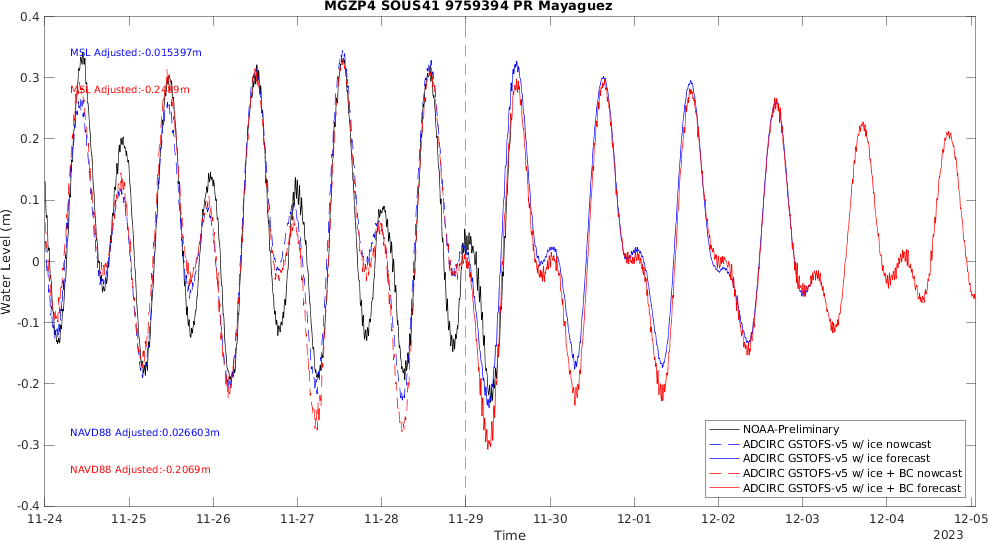 MGZP4 SOUS41 9759394 PR Mayaguez
0.4
0.3
0.2
0.1
0
-0.1
-0.2
-0.3
-0.4
Water Level (m)
MSL Adjusted:-0.015397m
MSL Adjusted:-0.2489m
NAVD88 Adjusted:0.026603m
NAVD88 Adjusted:-0.2069m
NOAA-Preliminary
ADCIRC GSTOFS-v5 w/ ice nowcast
ADCIRC GSTOFS-v5 w/ ice forecast
ADCIRC GSTOFS-v5 w/ ice + BC nowcast
ADCIRC GSTOFS-v5 w/ ice + BC forecast
11-24 11-25 11-26 11-27 11-28 11-29 11-30 12-01 12-02 12-03 12-04 12-05
Time
2023